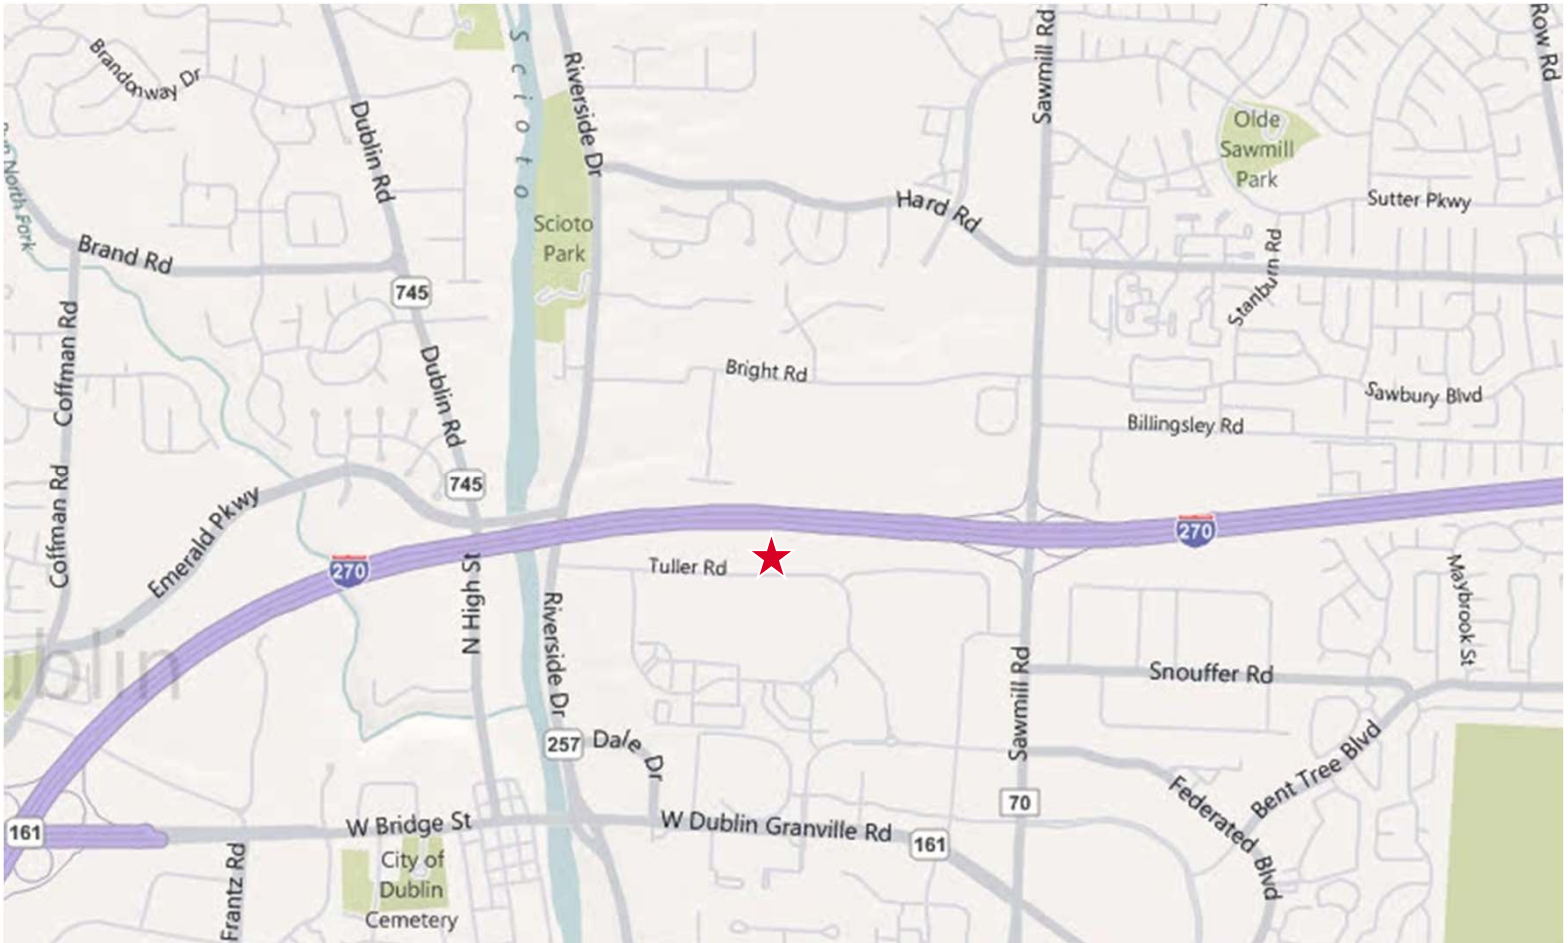 Brandonway Dr
Scioto
Riverside Dr
Sawmill Rd
Row Rd
Dublin Rd
Olde
Sawmill
Park
North Fork
Hard Rd
Sutter Pkwy
Scioto
Park
Brand Rd
Stanburn Rd
745
Coffman Rd
Dublin Rd
Bright Rd
Sawbury Blvd
Billingsley Rd
745
Coffman Rd
Emerald Pkwy
270
270
Tuller Rd
N High St
Riverside Dr
Maybrook St
ublin
Snouffer Rd
Sawmill Rd
257
Dale Dr
Bent Tree Blvd
Federated Blvd
70
161
W Bridge St
W Dublin Granville Rd
161
Frantz Rd
City of
Dublin
Cemetery